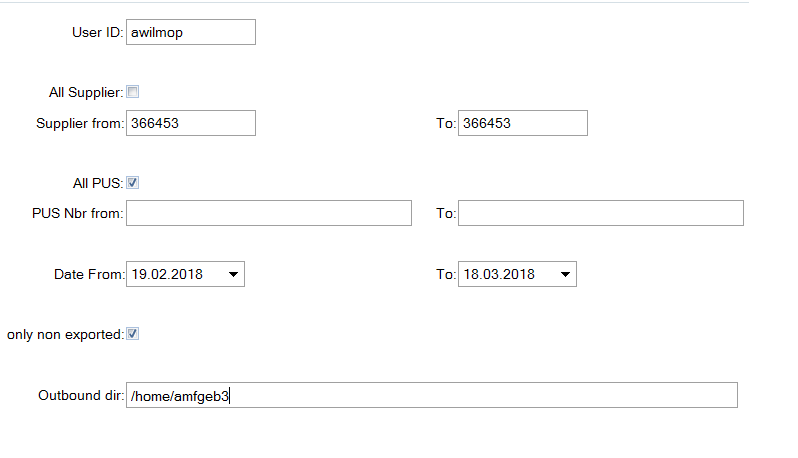 User ID: awilmop
All Supplier:
Supplier from: 366453 To: 366453
All PUS:
PUS Nbr from: To:
Date From: 19.02.2018 To: 18.03.2018
only non exported:
Outbound dir: /home/amfgeb3